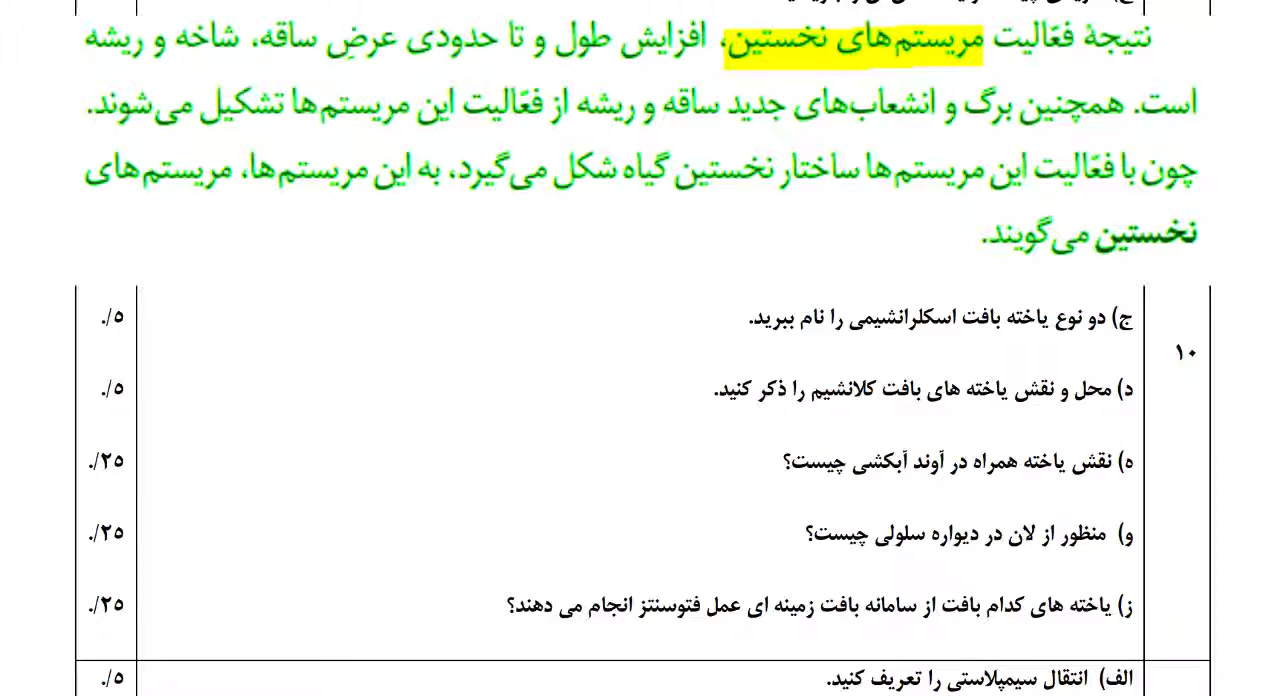 نتیجۀ فعّالیت مریستم‌های نخستین، افزایش طول و تا حدودی عرضِ ساقه، شاخه و ریشه
است. همچنین برگ و انشعاب‌های جدید ساقه و ریشه از فعّالیت این مریستم‌ها تشکیل می‌شوند.
چون با فعّالیت این مریستم‌ها ساختار نخستین گیاه شکل می‌گیرد، به این مریستم‌ها، مریستم‌های
نخستین می‌گویند.
ج) دو نوع یاخته بافت اسکلرانشیمی را نام ببرید. ۵/.
۱۰
د) محل و نقش یاخته های بافت کلانشیم را ذکر کنید. ۵/.
ه) نقش یاخته همراه در آوند آبکشی چیست؟ ۲۵/.
و) منظور از لان در دیواره سلولی چیست؟ ۲۵/.
ز) یاخته های کدام بافت از سامانه بافت زمینه ای عمل فتوسنتز انجام می دهند؟ ۲۵/.
الف) انتقال سیمپلاستی را تعریف کنید. ۵/.